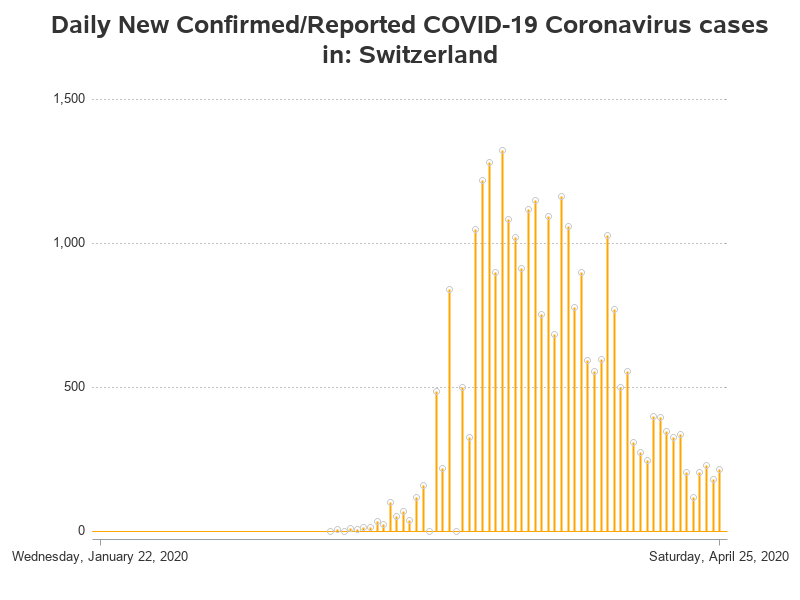 Daily New Confirmed/Reported COVID-19 Coronavirus cases
in: Switzerland
1,500
1,000
500
0
Wednesday, January 22, 2020
Saturday, April 25, 2020